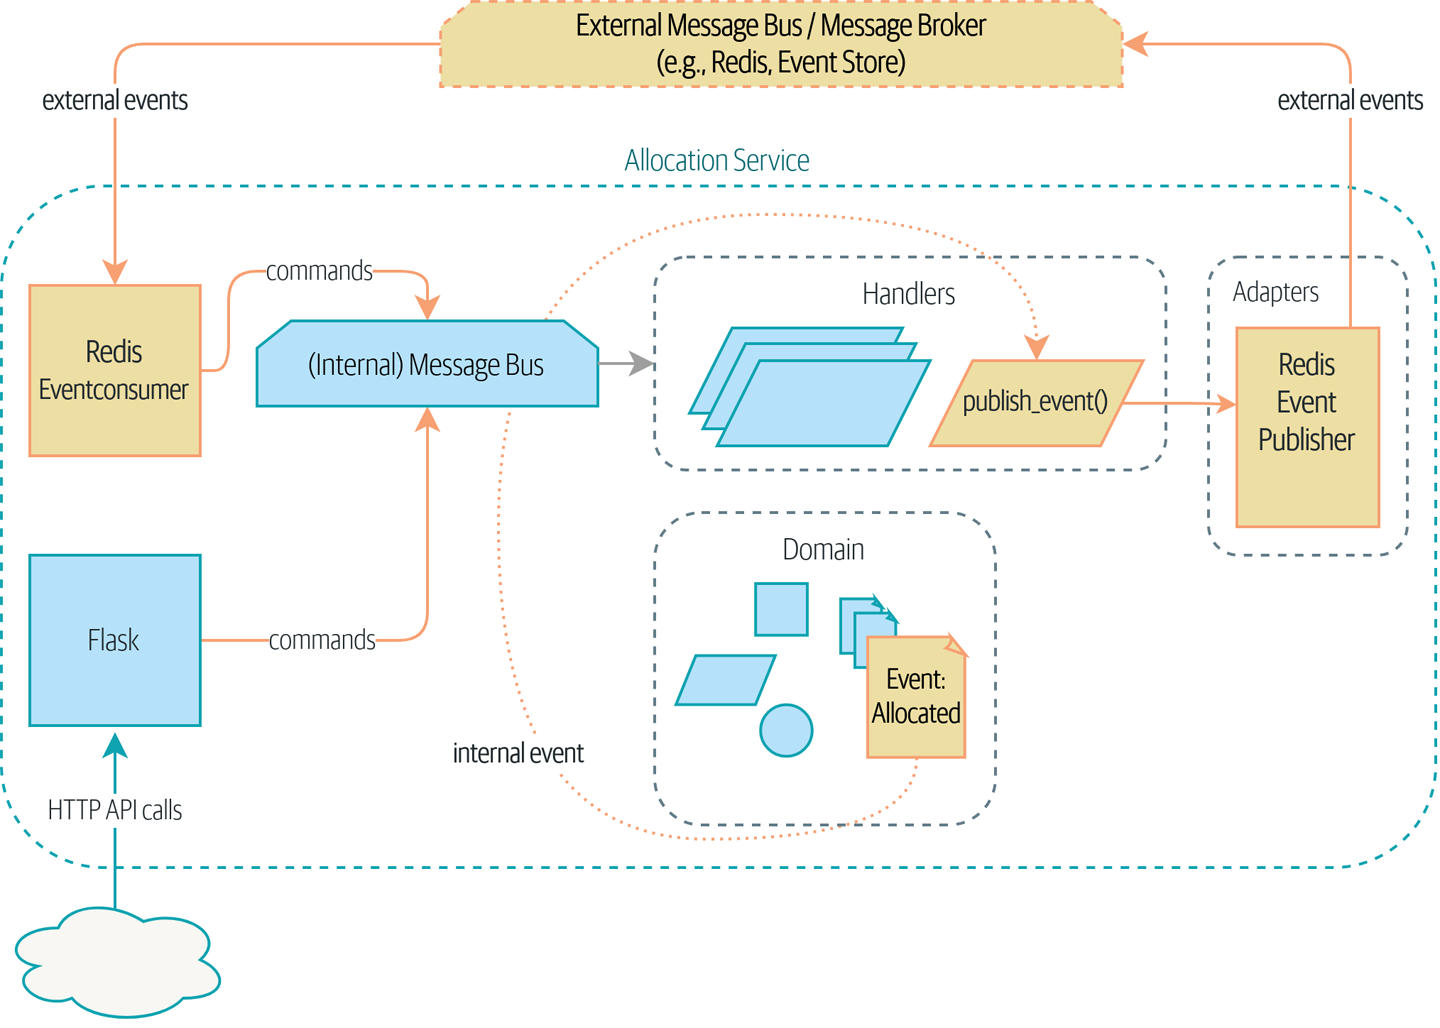 External Message Bus / Message Broker
(e.g., Redis, Event Store)
external events
external events
Allocation Service
commands
Handlers
Adapters
Redis
Eventconsumer
(Internal) Message Bus
publish_event()
Redis
Event
Publisher
Domain
Flask
commands
Event:
Allocated
internal event
HTTP API calls